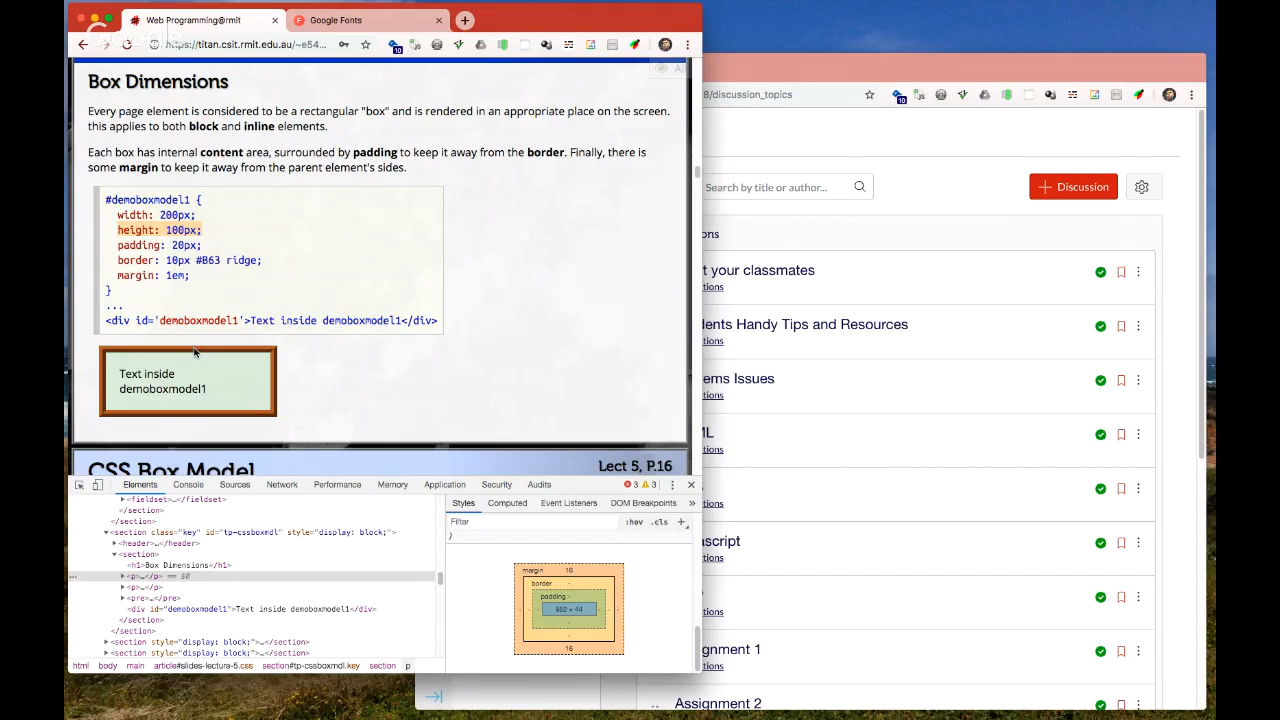 Web Programming@rmit
Google Fonts
https://titan.csit.rmit.edu.au/~e54...
10
Box Dimensions
Every page element is considered to be a rectangular "box" and is rendered in an appropriate place on the screen.
this applies to both block and inline elements.
Each box has internal content area, surrounded by padding to keep it away from the border. Finally, there is
some margin to keep it away from the parent element's sides.
#demoboxmodel1 {
width: 200px;
height: 100px;
padding: 20px;
border: 10px #B63 ridge;
margin: 1em;
}
...
<div id='demoboxmodel1'>Text inside demoboxmodel1</div>
Text inside
demoboxmodel1
CSS Box Model
Lect 5, P.16
Elements Console Sources Network Performance Memory Application Security Audits
3 3
<fieldset>…</fieldset>
</section>
</section>
<section class="key" id="tp-cssboxmdl" style="display: block;">
<header>…</header>
<section>
<h1>Box Dimensions</h1>
<p>…</p> == $0
<p>…</p>
<pre>…</pre>
<div id="demoboxmodel1">Text inside demoboxmodel1</div>
</section>
</section>
<section style="display: block;">…</section>
<section style="display: block;">…</section>
html body main article#slides-lecture-5.css section#tp-cssboxmdl.key section p
Styles Computed Event Listeners DOM Breakpoints »
Filter
:hov .cls +
}
margin 16
border -
padding -
652 × 44
16
8/discussion_topics
10
Search by title or author...
Discussion
ons
t your classmates
tions
dents Handy Tips and Resources
tions
ems Issues
tions
ML
tions
tions
ascript
tions
tions
gnment 1
tions
Assignment 2